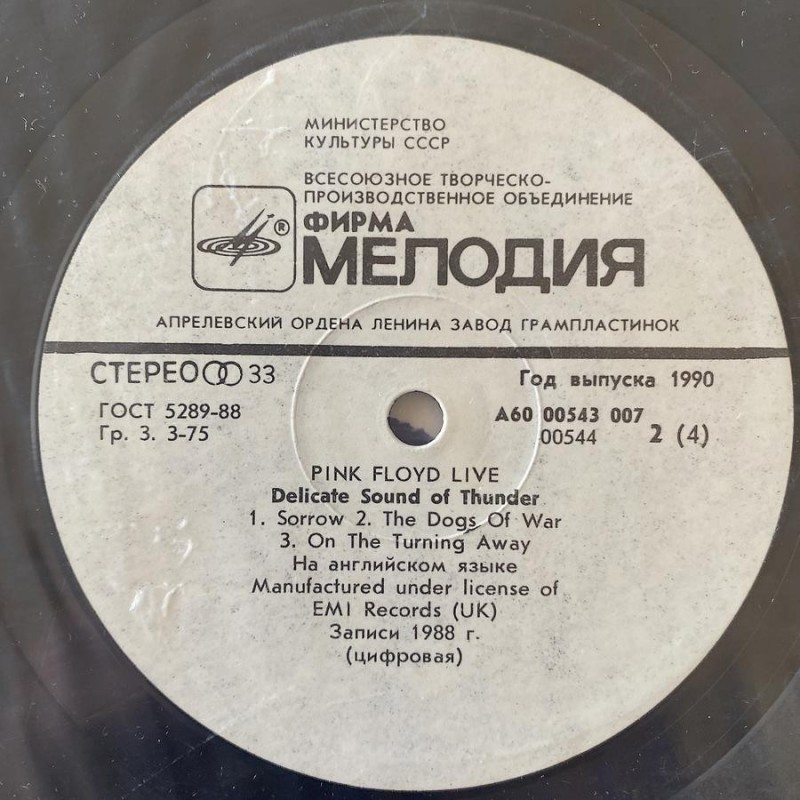 МИНИСТЕРСТВО
КУЛЬТУРЫ СССР
ВСЕСОЮЗНОЕ ТВОРЧЕСКО-
ПРОИЗВОДСТВЕННОЕ ОБЪЕДИНЕНИЕ
®
ФИРМА
МЕЛОДИЯ
АПРЕЛЕВСКИЙ ОРДЕНА ЛЕНИНА ЗАВОД ГРАМПЛАСТИНОК
СТЕРЕО 33
Год выпуска 1990
ГОСТ 5289-88
А60 00543 007
Гр. 3. 3-75
00544 2 (4)
PINK FLOYD LIVE
Delicate Sound of Thunder
1. Sorrow 2. The Dogs Of War
3. On The Turning Away
На английском языке
Manufactured under license of
EMI Records (UK)
Записи 1988 г.
(цифровая)